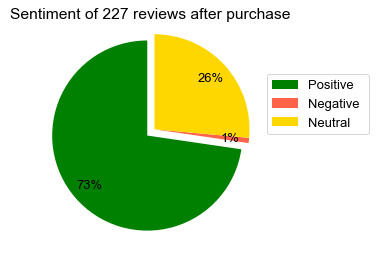 Sentiment of 227 reviews after purchase
26%
Positive
Negative
Neutral
1%
73%